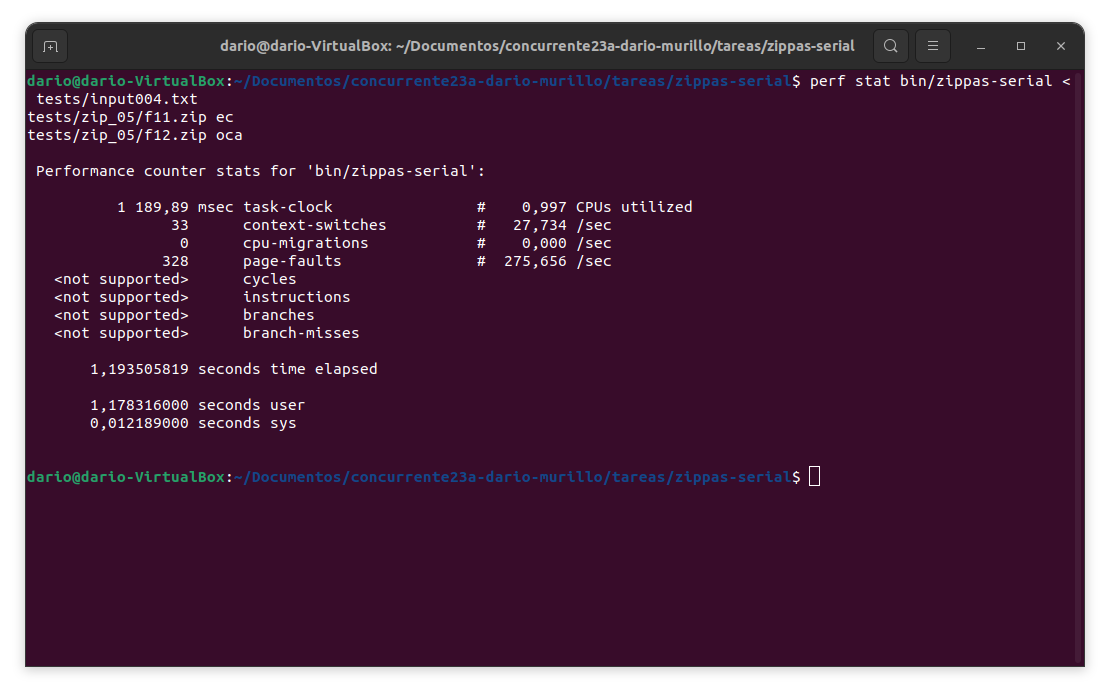 dario@dario-VirtualBox: ~/Documentos/concurrente23a-dario-murillo/tareas/zippas-serial
dario@dario-VirtualBox:~/Documentos/concurrente23a-dario-murillo/tareas/zippas-serial$ perf stat bin/zippas-serial <
 tests/input004.txt
tests/zip_05/f11.zip ec
tests/zip_05/f12.zip oca
 Performance counter stats for 'bin/zippas-serial':
          1 189,89 msec task-clock                #    0,997 CPUs utilized
                33      context-switches          #   27,734 /sec
                 0      cpu-migrations            #    0,000 /sec
               328      page-faults               #  275,656 /sec
   <not supported>      cycles
   <not supported>      instructions
   <not supported>      branches
   <not supported>      branch-misses
       1,193505819 seconds time elapsed
       1,178316000 seconds user
       0,012189000 seconds sys
dario@dario-VirtualBox:~/Documentos/concurrente23a-dario-murillo/tareas/zippas-serial$